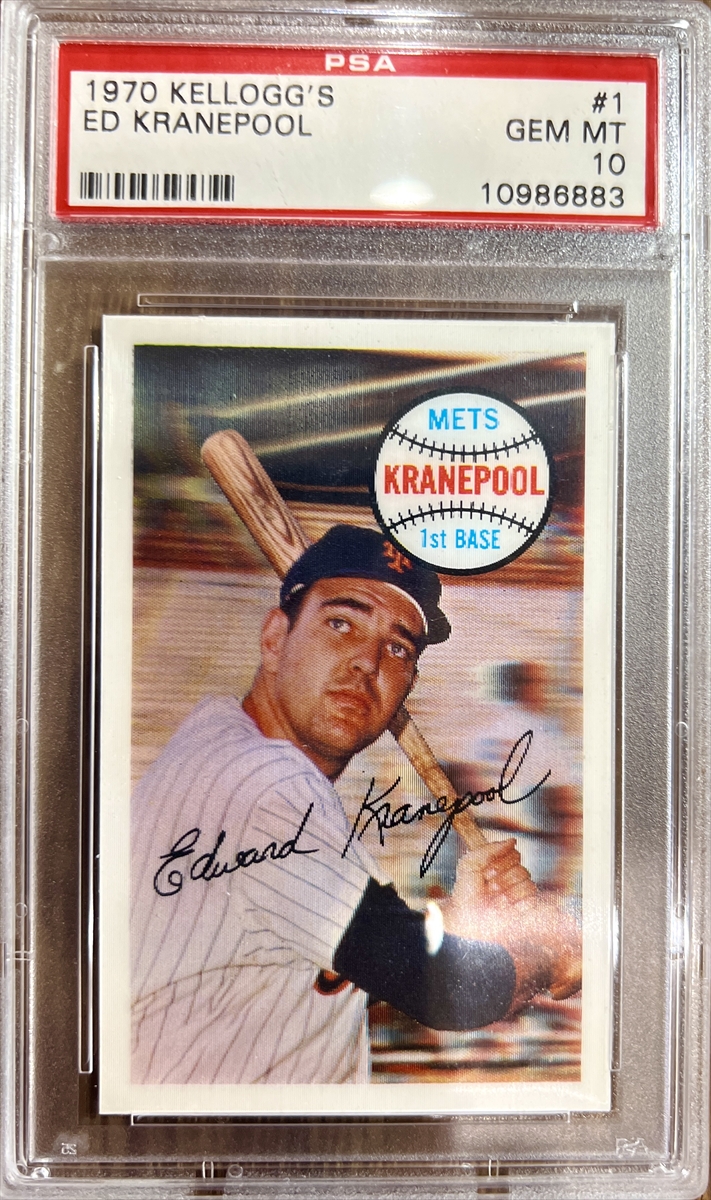 PSA
1970 KELLOGG'S #1
ED KRANEPOOL GEM MT
10
10986883
METS
KRANEPOOL
1st BASE
Edward Kranepool